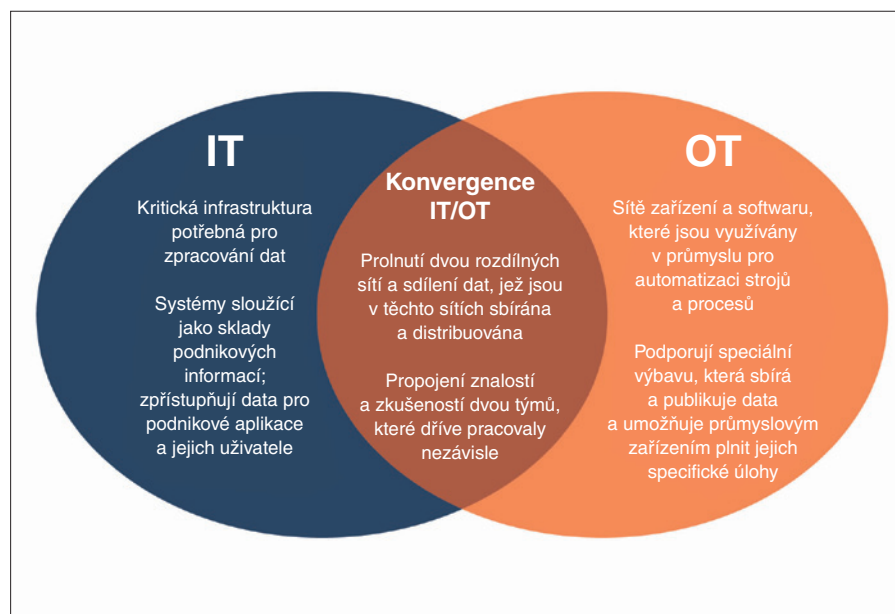 IT
Kritická infrastruktura
potřebná pro
zpracování dat
Systémy sloužící
jako sklady
podnikových
informací;
zpřístupňují data pro
podnikové aplikace
a jejich uživatele
Konvergence
IT/OT
Prolnutí dvou rozdílných
sítí a sdílení dat, jež jsou
v těchto sítích sbírána
a distribuována
Propojení znalostí
a zkušeností dvou týmů,
které dříve pracovaly
nezávisle
OT
Sítě zařízení a softwaru,
které jsou využívány
v průmyslu pro
automatizaci strojů
a procesů
Podporují speciální
výbavu, která sbírá
a publikuje data
a umožňuje průmyslovým
zařízením plnit jejich
specifické úlohy